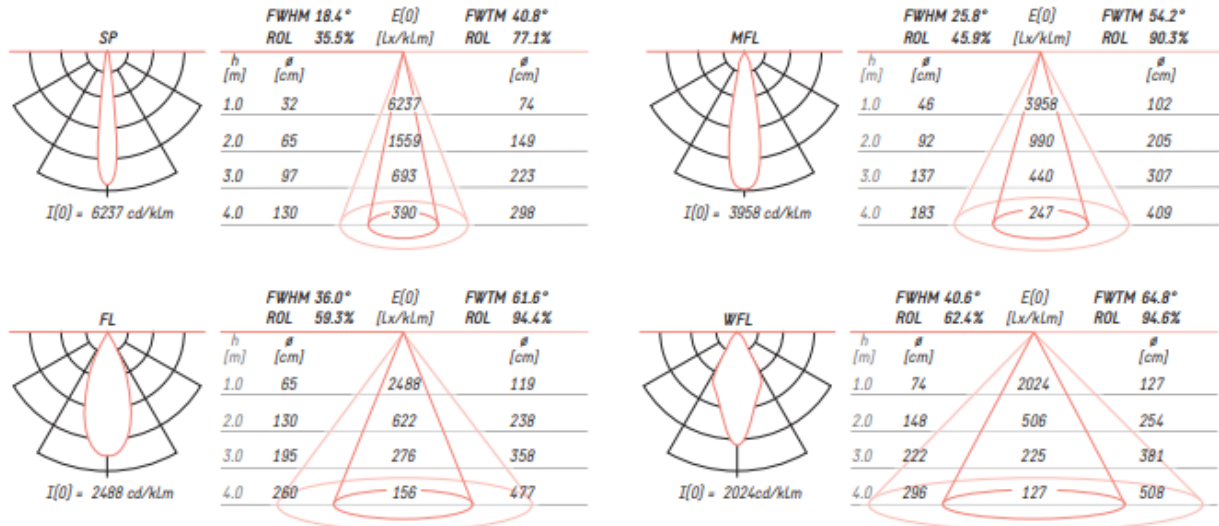 SP
I(0) = 6237 cd/kLm
FWHM 18.4° E(0) FWTM 40.8°
ROL 35.5% [Lx/kLm] ROL 77.1%
h ø ø
[m] [cm] [cm]
1.0 32 6237 74
2.0 65 1559 149
3.0 97 693 223
4.0 130 390 298
MFL
I(0) = 3958 cd/kLm
FWHM 25.8° E(0) FWTM 54.2°
ROL 45.9% [Lx/kLm] ROL 90.3%
h ø ø
[m] [cm] [cm]
1.0 46 3958 102
2.0 92 990 205
3.0 137 440 307
4.0 183 247 409
FL
I(0) = 2488 cd/kLm
FWHM 36.0° E(0) FWTM 61.6°
ROL 59.3% [Lx/kLm] ROL 94.4%
h ø ø
[m] [cm] [cm]
1.0 65 2488 119
2.0 130 622 238
3.0 195 276 358
4.0 260 156 477
WFL
I(0) = 2024cd/kLm
FWHM 40.6° E(0) FWTM 64.8°
ROL 62.4% [Lx/kLm] ROL 94.6%
h ø ø
[m] [cm] [cm]
1.0 74 2024 127
2.0 148 506 254
3.0 222 225 381
4.0 296 127 508